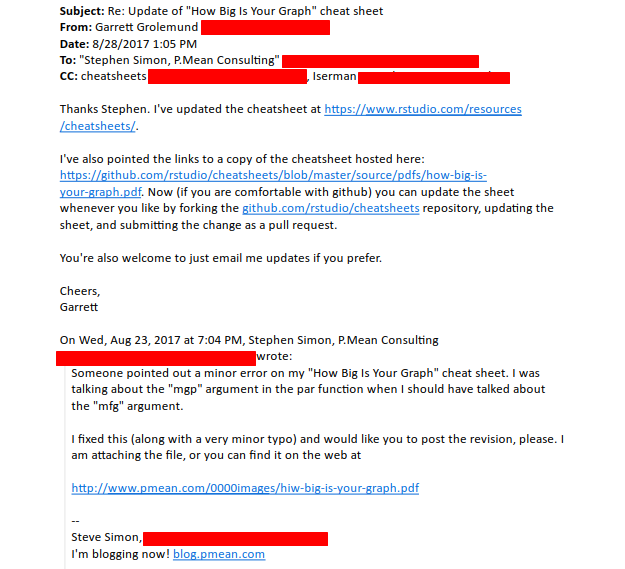 Subject: Re: Update of "How Big Is Your Graph" cheat sheet
From: Garrett Grolemund
Date: 8/28/2017 1:05 PM
To: "Stephen Simon, P.Mean Consulting"
CC: cheatsheets , Iserman
Thanks Stephen. I've updated the cheatsheet at https://www.rstudio.com/resources
/cheatsheets/.
I've also pointed the links to a copy of the cheatsheet hosted here:
https://github.com/rstudio/cheatsheets/blob/master/source/pdfs/how-big-is-
your-graph.pdf. Now (if you are comfortable with github) you can update the sheet
whenever you like by forking the github.com/rstudio/cheatsheets repository, updating the
sheet, and submitting the change as a pull request.
You're also welcome to just email me updates if you prefer.
Cheers,
Garrett
On Wed, Aug 23, 2017 at 7:04 PM, Stephen Simon, P.Mean Consulting
wrote:
Someone pointed out a minor error on my "How Big Is Your Graph" cheat sheet. I was
talking about the "mgp" argument in the par function when I should have talked about
the "mfg" argument.
I fixed this (along with a very minor typo) and would like you to post the revision, please. I
am attaching the file, or you can find it on the web at
http://www.pmean.com/0000images/hiw-big-is-your-graph.pdf
--
Steve Simon,
I'm blogging now! blog.pmean.com